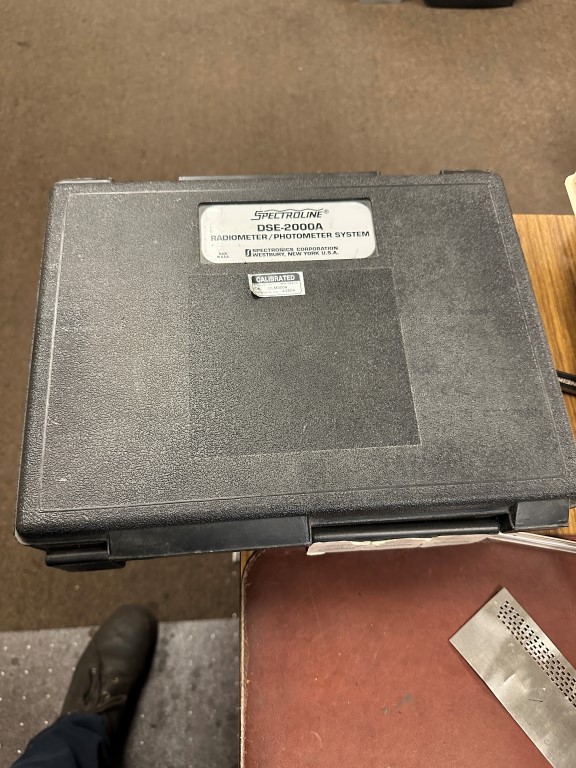 SPECTROLINE®
DSE-2000A
RADIOMETER/PHOTOMETER SYSTEM
SPECTRONICS CORPORATION
WESTBURY, NEW YORK U.S.A.
CALIBRATED